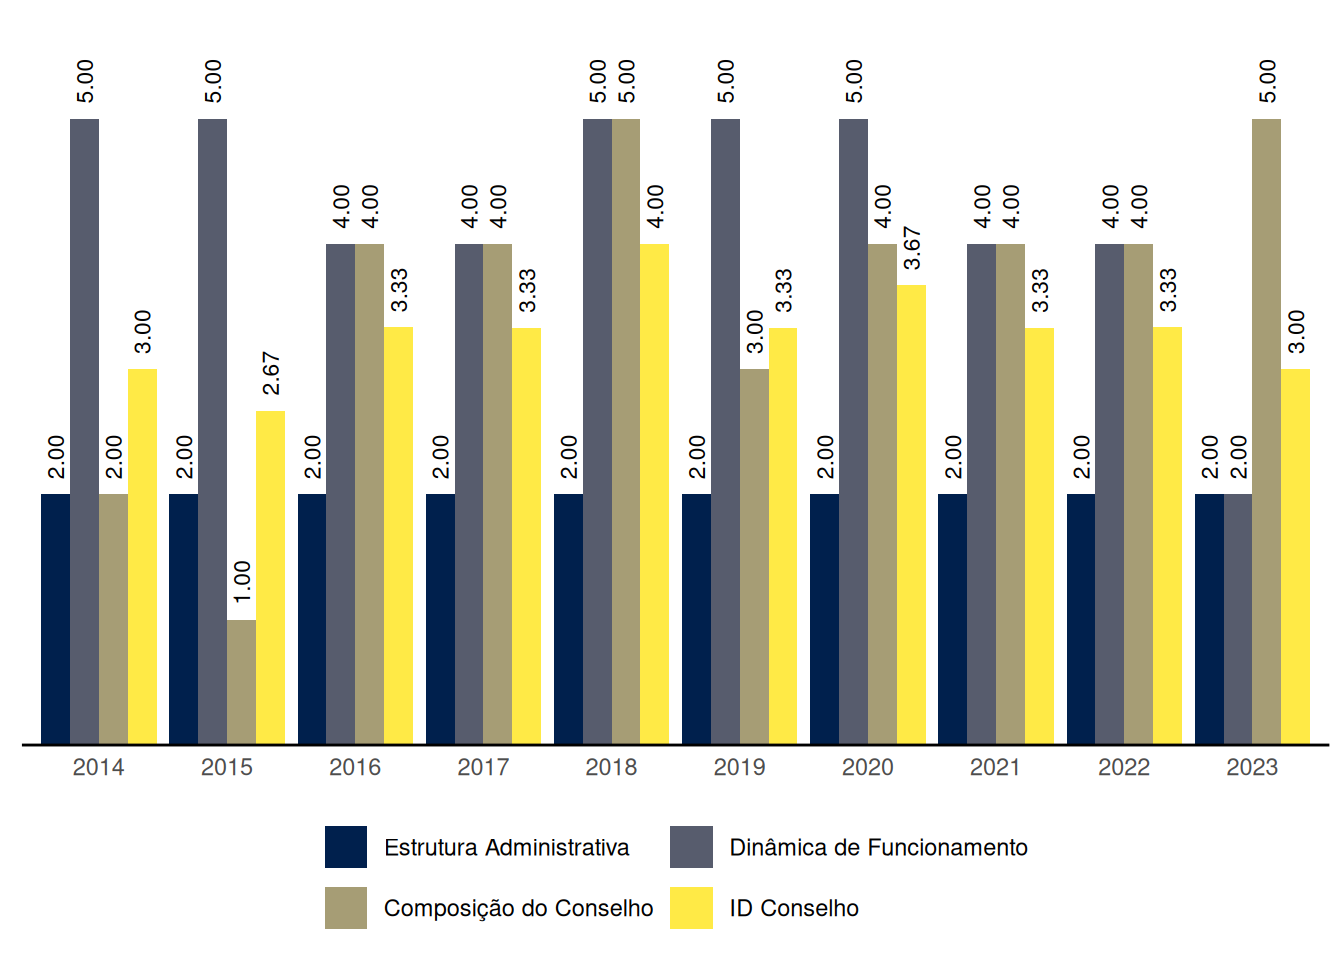 2.00 5.00 2.00 3.00 2.00 5.00 1.00 2.67 2.00 4.00 4.00 3.33 2.00 4.00 4.00 3.33 2.00 5.00 5.00 4.00 2.00 5.00 3.00 3.33 2.00 5.00 4.00 3.67 2.00 4.00 4.00 3.33 2.00 4.00 4.00 3.33 2.00 2.00 5.00 3.00
2014 2015 2016 2017 2018 2019 2020 2021 2022 2023
Estrutura Administrativa Dinâmica de Funcionamento
Composição do Conselho ID Conselho